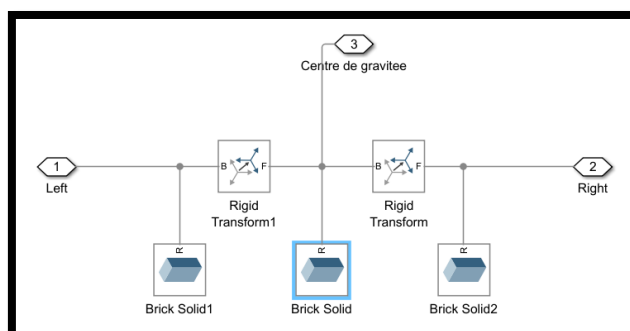 3
Centre de gravitee
1
B
F
B
F
2
Left
Rigid
Transform1
Rigid
Transform
Right
R
R
R
Brick Solid1
Brick Solid
Brick Solid2